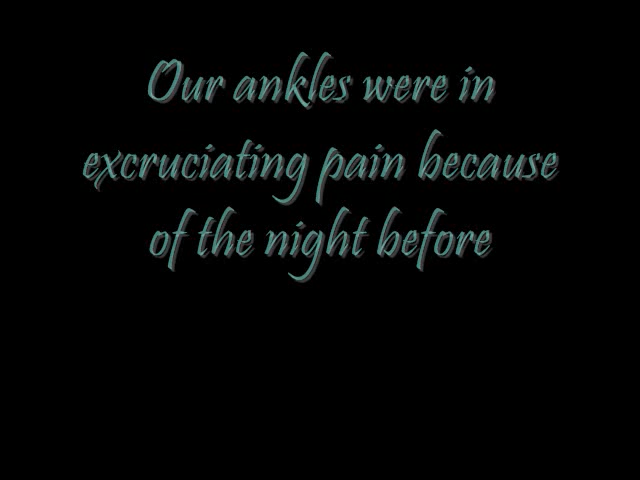 Our ankles were in
excruciating pain because
of the night before